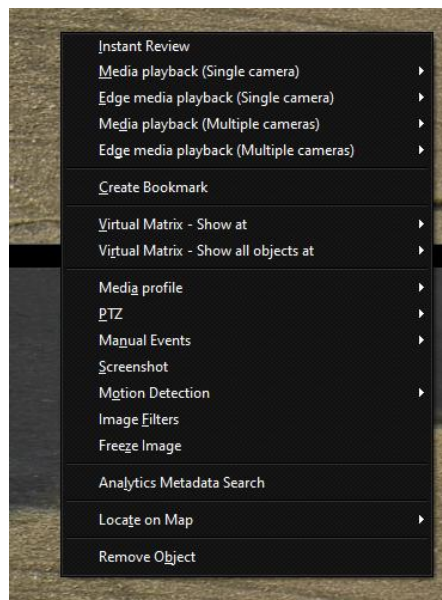 Instant Review
Media playback (Single camera)
Edge media playback (Single camera)
Media playback (Multiple cameras)
Edge media playback (Multiple cameras)
Create Bookmark
Virtual Matrix - Show at
Virtual Matrix - Show all objects at
Media profile
PTZ
Manual Events
Screenshot
Motion Detection
Image Filters
Freeze Image
Analytics Metadata Search
Locate on Map
Remove Object